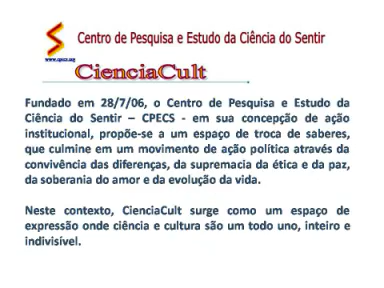 Centro de Pesquisa e Estudo da Ciência do Sentir
www.cpecs.org
CienciaCult
Fundado em 28/7/06, o Centro de Pesquisa e Estudo da
Ciência do Sentir – CPECS - em sua concepção de ação
institucional, propõe-se a um espaço de troca de saberes,
que culmine em um movimento de ação política através da
convivência das diferenças, da supremacia da ética e da paz,
da soberania do amor e da evolução da vida.
Neste contexto, CienciaCult surge como um espaço de
expressão onde ciência e cultura são um todo uno, inteiro e
indivisível.